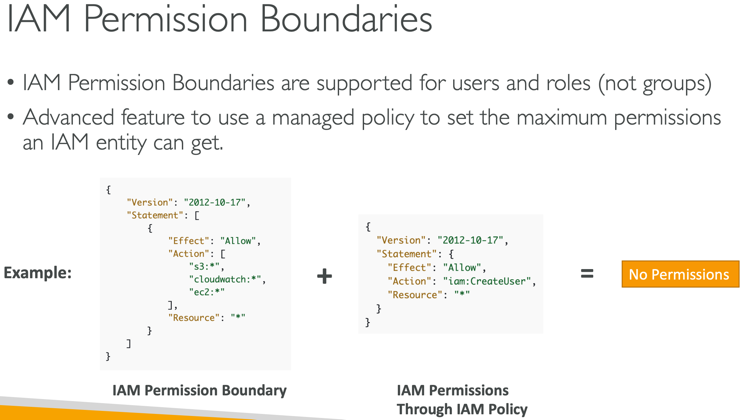 IAM Permission Boundaries
• IAM Permission Boundaries are supported for users and roles (not groups)
• Advanced feature to use a managed policy to set the maximum permissions
an IAM entity can get.
Example:
{
"Version": "2012-10-17",
"Statement": [
{
"Effect": "Allow",
"Action": [
"s3:*",
"cloudwatch:*",
"ec2:*"
],
"Resource": "*"
}
]
}
IAM Permission Boundary
+
{
"Version": "2012-10-17",
"Statement": {
"Effect": "Allow",
"Action": "iam:CreateUser",
"Resource": "*"
}
}
IAM Permissions
Through IAM Policy
=
No Permissions